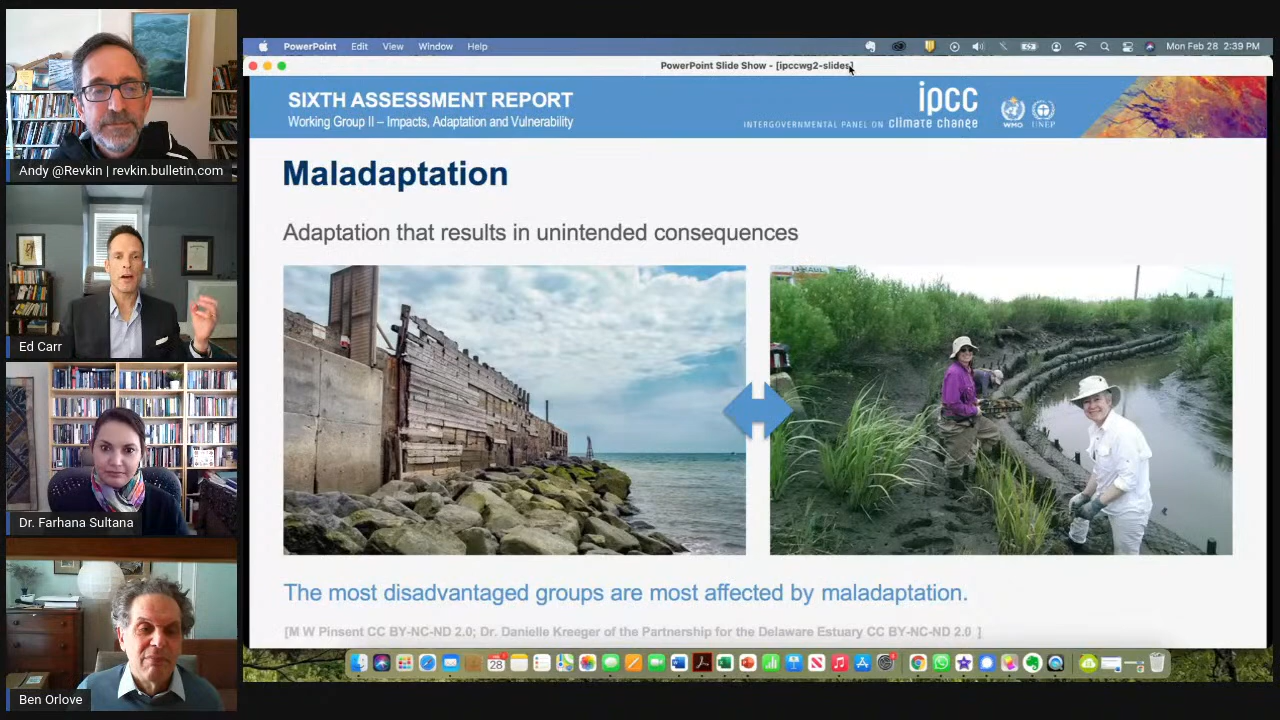 Andy @Revkin | revkin.bulletin.com
Ed Carr
Dr. Farhana Sultana
Ben Orlove
PowerPoint Edit View Window Help
Mon Feb 28 2:39 PM
PowerPoint Slide Show - [ipccwg2-slides]
SIXTH ASSESSMENT REPORT
Working Group II – Impacts, Adaptation and Vulnerability
ipcc
INTERGOVERNMENTAL PANEL ON climate change
WMO UNEP
Maladaptation
Adaptation that results in unintended consequences
The most disadvantaged groups are most affected by maladaptation.
[M W Pinsent CC BY-NC-ND 2.0; Dr. Danielle Kreeger of the Partnership for the Delaware Estuary CC BY-NC-ND 2.0 ]
28